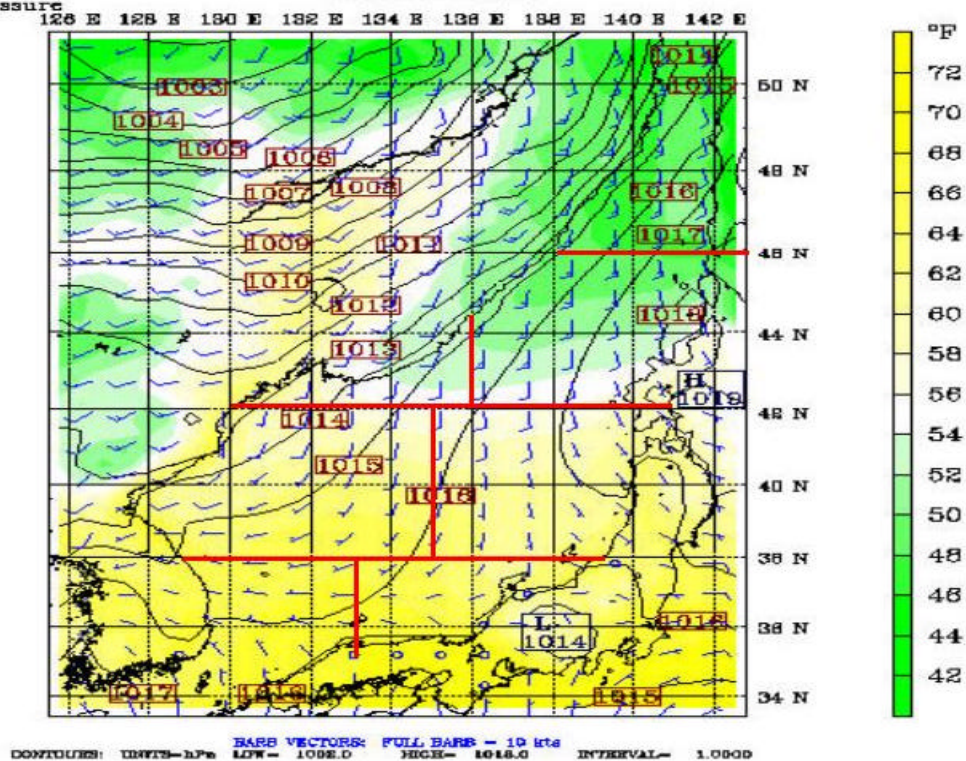 ssure
126 E 128 E 130 E 132 E 134 E 136 E 138 E 140 E 142 E
°F
1014
1003 1015 50 N
1004
1005 1006
1007 1008 1016 48 N
1009 1011 1017
46 N
1010
1012 1018
44 N
1013
H
1019
1014 42 N
1015
1016 40 N
38 N
L 1016 36 N
1014
1017 1016 1015 34 N
72
70
68
66
64
62
60
58
56
54
52
50
48
46
44
42
BARB VECTORS: FULL BARB = 10 kts
CONTOURS: UNITS=hPa LOW= 1002.0 HIGH= 1018.0 INTERVAL= 1.0000